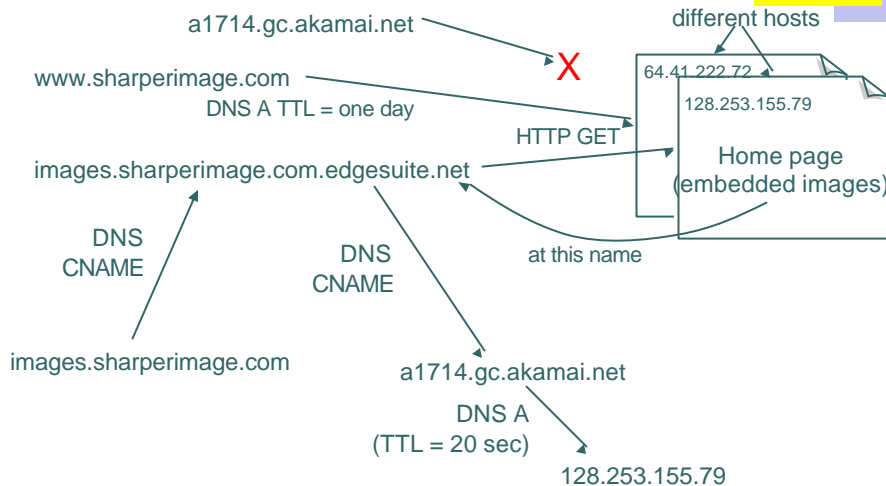 different hosts
a1714.gc.akamai.net
X
64.41.222.72
www.sharperimage.com
128.253.155.79
DNS A TTL = one day
HTTP GET
Home page
(embedded images)
images.sharperimage.com.edgesuite.net
DNS
CNAME
DNS
CNAME
at this name
images.sharperimage.com
a1714.gc.akamai.net
DNS A
(TTL = 20 sec)
128.253.155.79